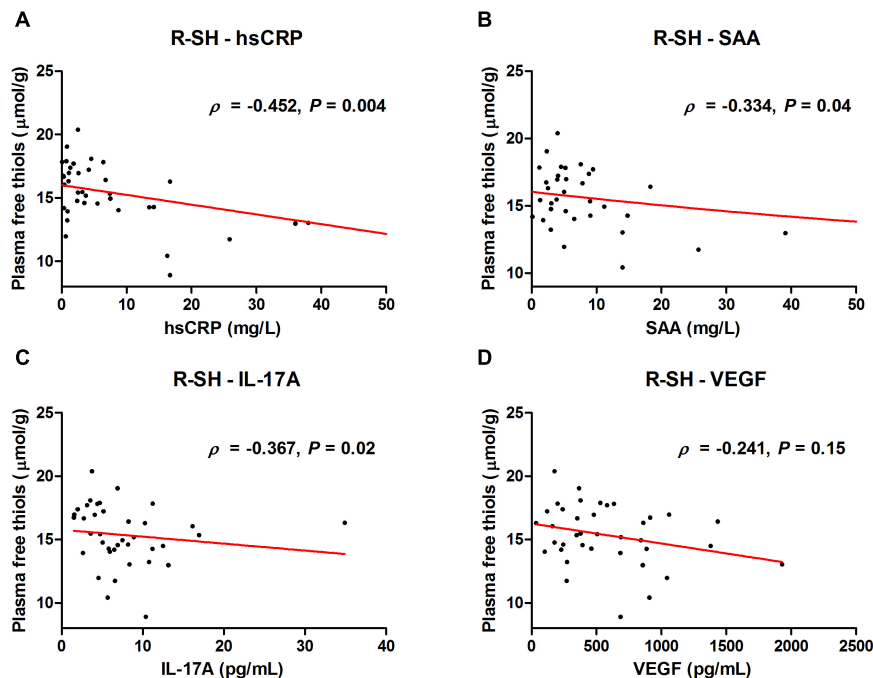 A
R-SH - hsCRP
Plasma free thiols (μmol/g)
25
20
15
10
ρ = -0.452, P = 0.004
0 10 20 30 40 50
hsCRP (mg/L)
B
R-SH - SAA
Plasma free thiols (μmol/g)
25
20
15
10
ρ = -0.334, P = 0.04
0 10 20 30 40 50
SAA (mg/L)
C
R-SH - IL-17A
Plasma free thiols (μmol/g)
25
20
15
10
ρ = -0.367, P = 0.02
0 10 20 30 40
IL-17A (pg/mL)
D
R-SH - VEGF
Plasma free thiols (μmol/g)
25
20
15
10
ρ = -0.241, P = 0.15
0 500 1000 1500 2000 2500
VEGF (pg/mL)